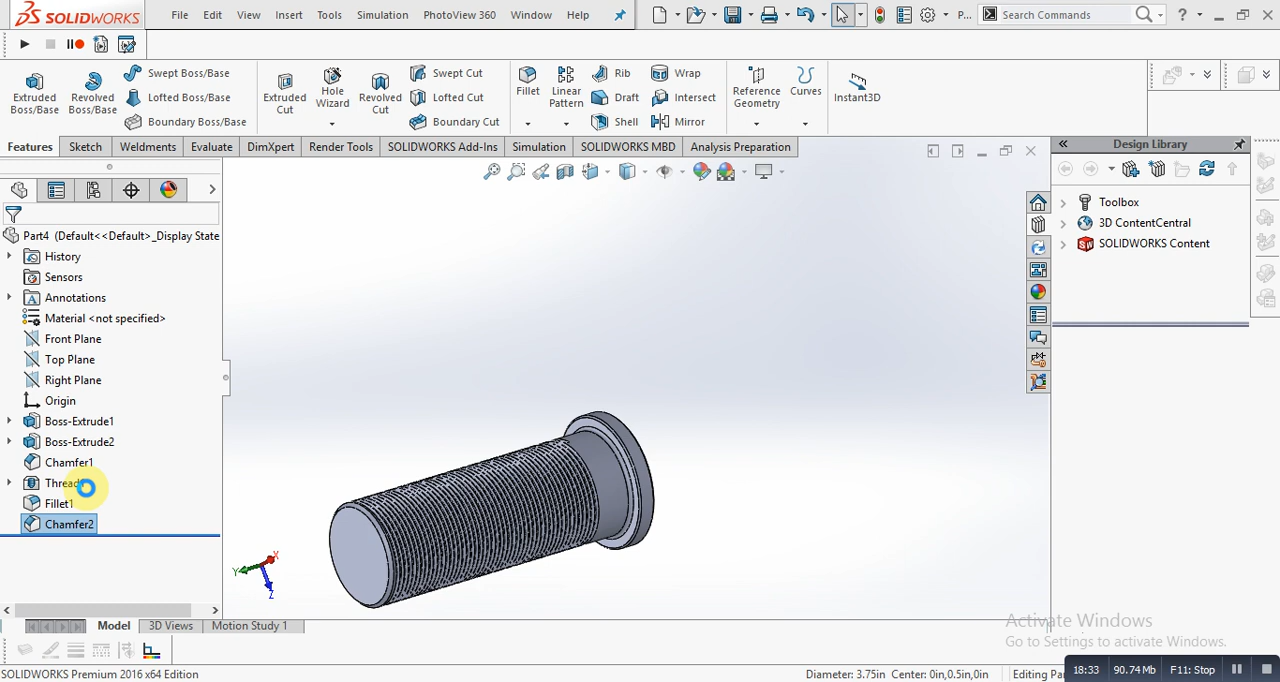 SOLIDWORKS File Edit View Insert Tools Simulation PhotoView 360 Window Help P... Search Commands ?
Extruded Boss/Base
Revolved Boss/Base
Swept Boss/Base
Lofted Boss/Base
Boundary Boss/Base
Extruded Cut
Hole Wizard
Revolved Cut
Swept Cut
Lofted Cut
Boundary Cut
Fillet
Linear Pattern
Rib
Draft
Shell
Wrap
Intersect
Mirror
Reference Geometry
Curves
Instant3D
Features Sketch Weldments Evaluate DimXpert Render Tools SOLIDWORKS Add-Ins Simulation SOLIDWORKS MBD Analysis Preparation
Part4 (Default<<Default>_Display State
History
Sensors
Annotations
Material <not specified>
Front Plane
Top Plane
Right Plane
Origin
Boss-Extrude1
Boss-Extrude2
Chamfer1
Fillet1
Chamfer2
Y X Z
Design Library
Toolbox
3D ContentCentral
SOLIDWORKS Content
Model 3D Views Motion Study 1
Activate Windows
Go to Settings to activate Windows.
SOLIDWORKS Premium 2016 x64 Edition
Diameter: 3.75in Center: 0in,0.5in,0in Editing Pa
18:33 90.74 Mb F11: Stop